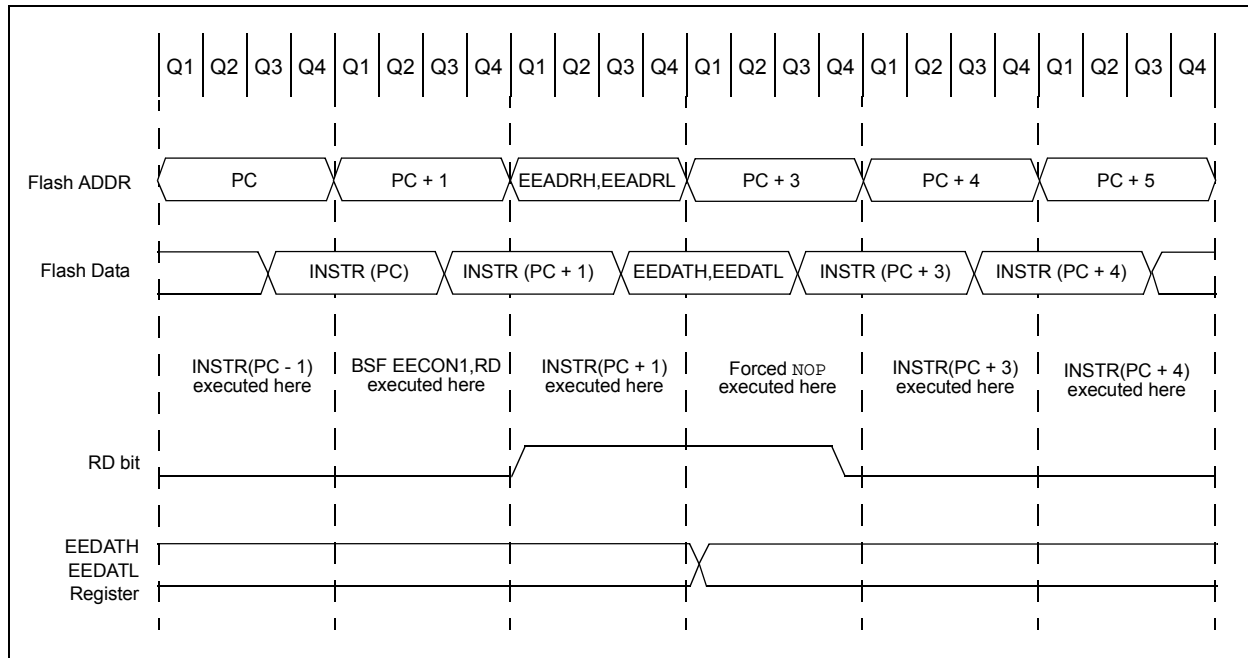 Q1 Q2 Q3 Q4 Q1 Q2 Q3 Q4 Q1 Q2 Q3 Q4 Q1 Q2 Q3 Q4 Q1 Q2 Q3 Q4 Q1 Q2 Q3 Q4
Flash ADDR PC PC + 1 EEADRH,EEADRL PC + 3 PC + 4 PC + 5
Flash Data INSTR (PC) INSTR (PC + 1) EEDATH,EEDATL INSTR (PC + 3) INSTR (PC + 4)
INSTR(PC - 1)
executed here
BSF EECON1,RD
executed here
INSTR(PC + 1)
executed here
Forced NOP
executed here
INSTR(PC + 3)
executed here
INSTR(PC + 4)
executed here
RD bit
EEDATH
EEDATL
Register